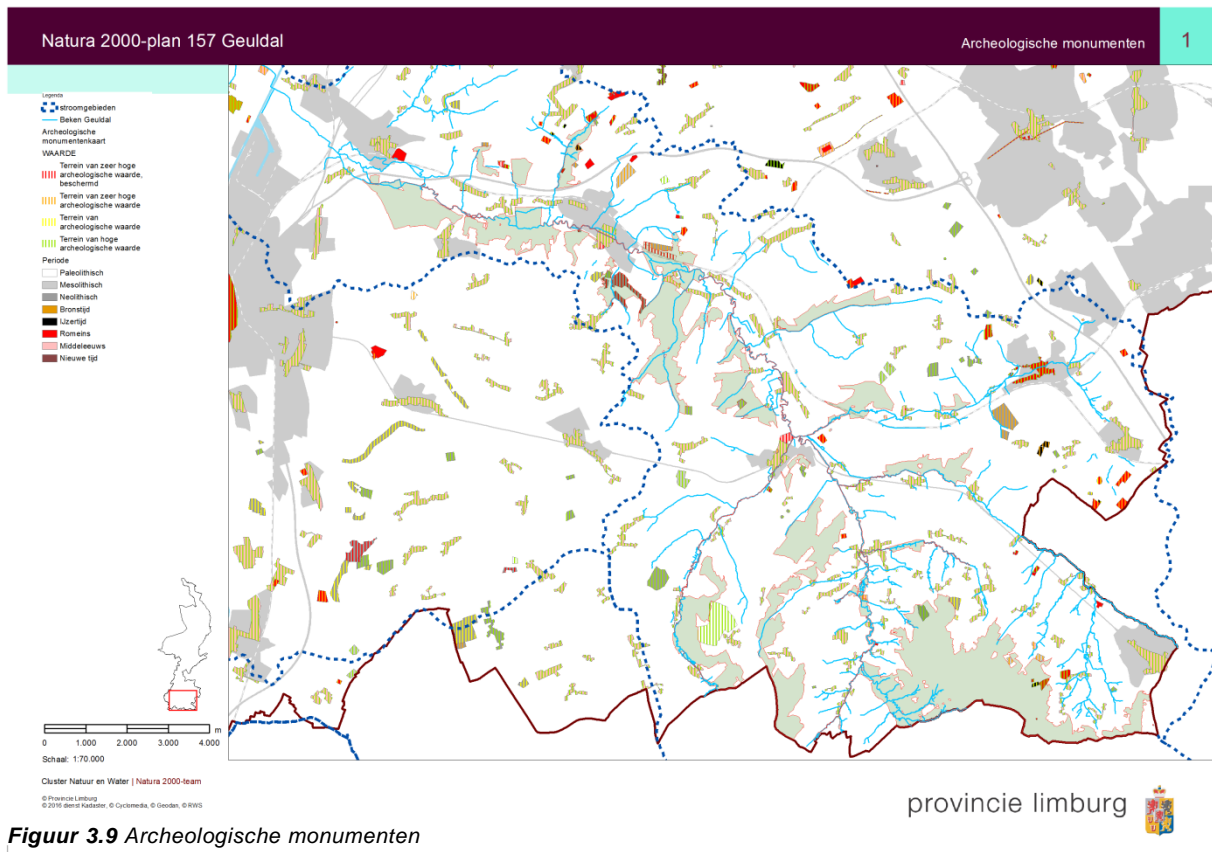 Natura 2000-plan 157 Geuldal
Archeologische monumenten
1
Legenda
stroomgebieden
Beken Geuldal
Archeologische
monumentenkaart
WAARDE
Terrein van zeer hoge
archeologische waarde,
beschermd
Terrein van zeer hoge
archeologische waarde
Terrein van
archeologische waarde
Terrein van hoge
archeologische waarde
Periode
Paleolithisch
Mesolithisch
Neolithisch
Bronstijd
IJzertijd
Romeins
Middeleeuws
Nieuwe tijd
m
0 1.000 2.000 3.000 4.000
Schaal: 1:70.000
Cluster Natuur en Water | Natura 2000-team
© Provincie Limburg
© 2016 dienst Kadaster, © Cyclomedia, © Geodan, © RWS
provincie limburg
Figuur 3.9 Archeologische monumenten